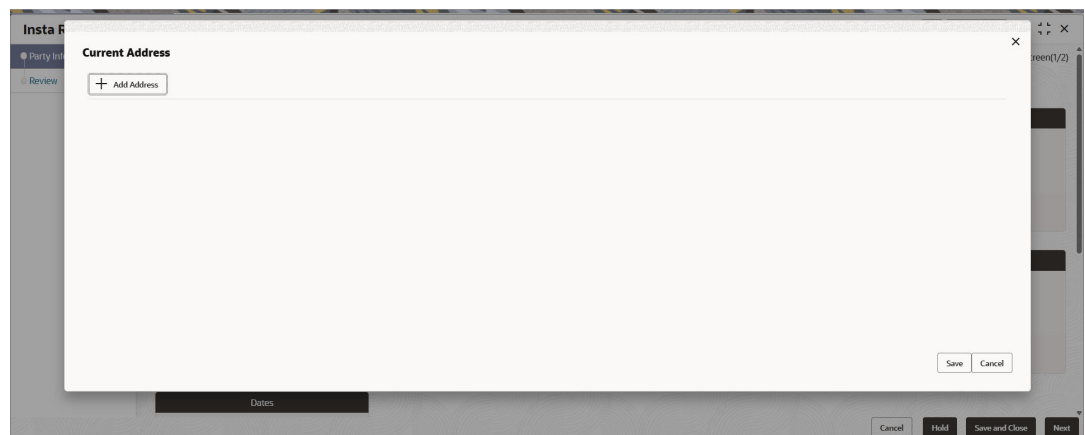 Insta R
Party Inf
reen(1/2)
Current Address
Add Address
Review
Save Cancel
Dates
Cancel Hold Save and Close Next